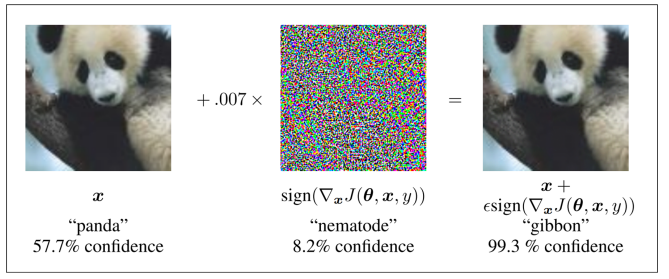 + .007 ×
=
x
sign(∇ₓJ(θ, x, y))
x +
ϵsign(∇ₓJ(θ, x, y))
“panda”
“nematode”
“gibbon”
57.7% confidence
8.2% confidence
99.3 % confidence